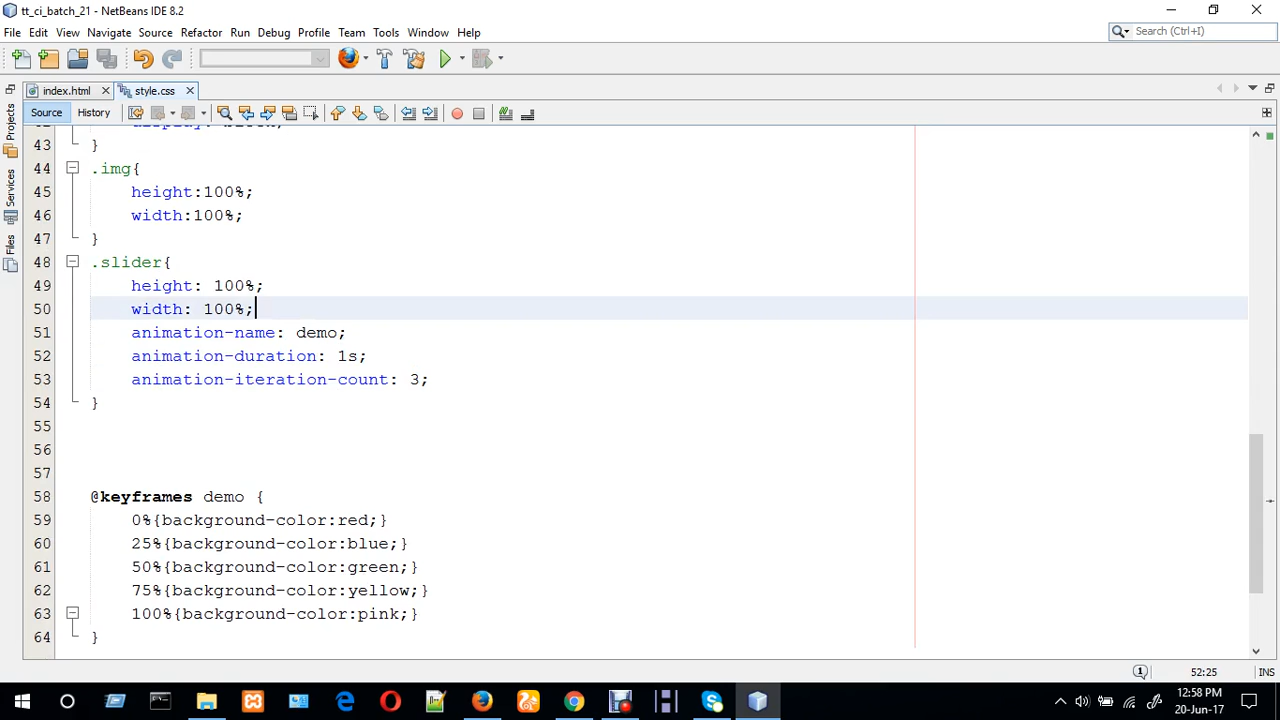 tt_ci_batch_21 - NetBeans IDE 8.2
File Edit View Navigate Source Refactor Run Debug Profile Team Tools Window Help
Search (Ctrl+I)
index.html style.css
Source History
Projects
Services
Files
43 }
44 .img{
45 height:100%;
46 width:100%;
47 }
48 .slider{
49 height: 100%;
50 width: 100%;
51 animation-name: demo;
52 animation-duration: 1s;
53 animation-iteration-count: 3;
54 }
55
56
57
58 @keyframes demo {
59 0%{background-color:red;}
60 25%{background-color:blue;}
61 50%{background-color:green;}
62 75%{background-color:yellow;}
63 100%{background-color:pink;}
64 }
52:25 INS
12:58 PM
20-Jun-17